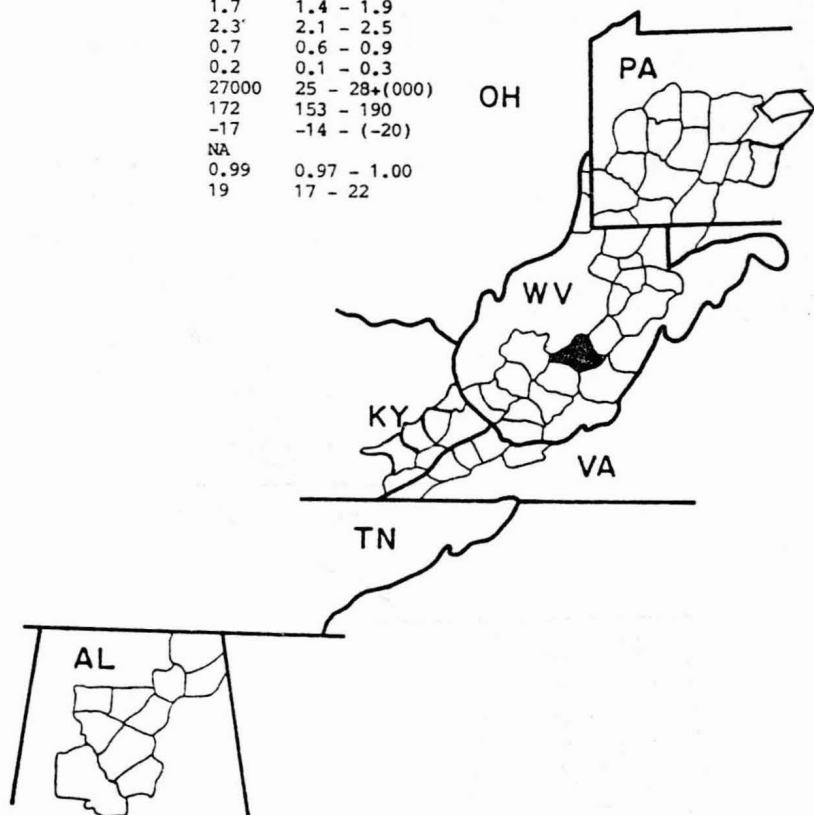 1.7 1.4 - 1.9
2.3 2.1 - 2.5
0.7 0.6 - 0.9
0.2 0.1 - 0.3
27000 25 - 28+(000)
172 153 - 190
-17 -14 - (-20)
NA
0.99 0.97 - 1.00
19 17 - 22
PA
OH
WV
KY
VA
TN
AL